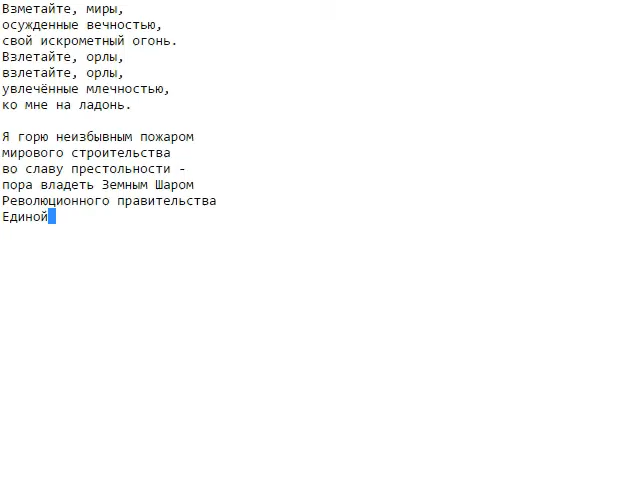 Взметайте, миры,
осужденные вечностью,
свой искрометный огонь.
Взлетайте, орлы,
взлетайте, орлы,
увлечённые млечностью,
ко мне на ладонь.

Я горю неизбывным пожаром
мирового строительства
во славу престольности -
пора владеть Земным Шаром
Революционного правительства
Единой